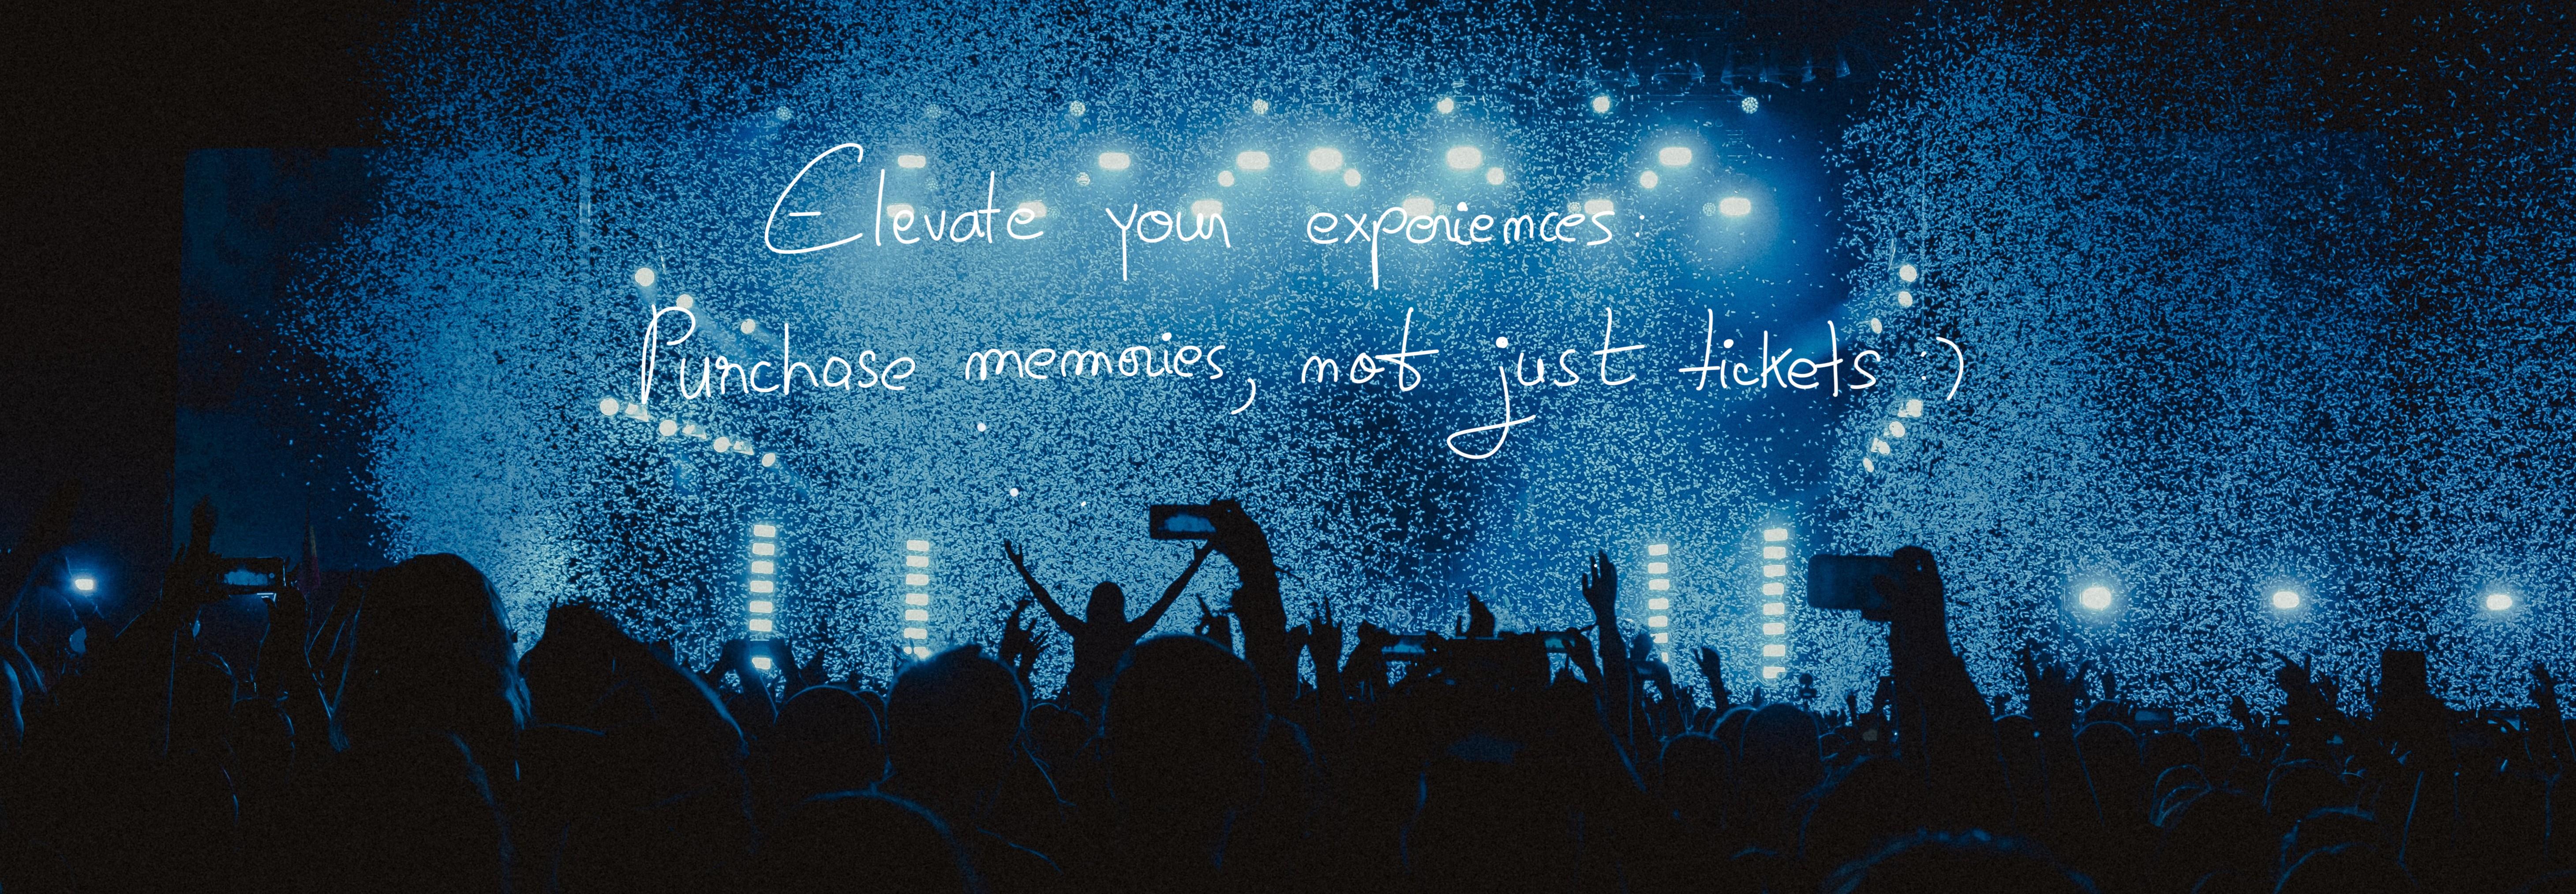 Elevate your experiences:
Purchase memories, not just tickets :)